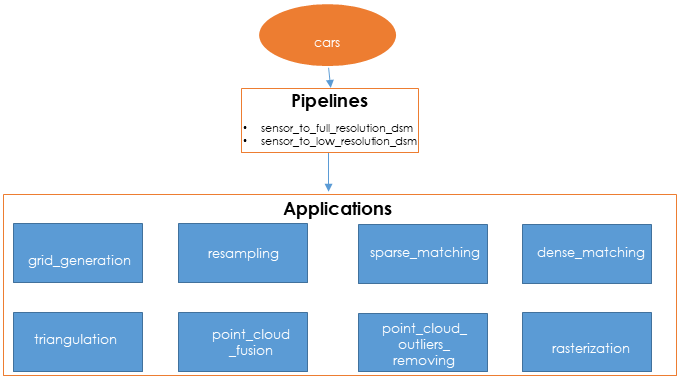 cars
Pipelines
• sensor_to_full_resolution_dsm
• sensor_to_low_resolution_dsm
Applications
grid_generation
resampling
sparse_matching
dense_matching
triangulation
point_cloud
_fusion
point_cloud_
outliers_
removing
rasterization